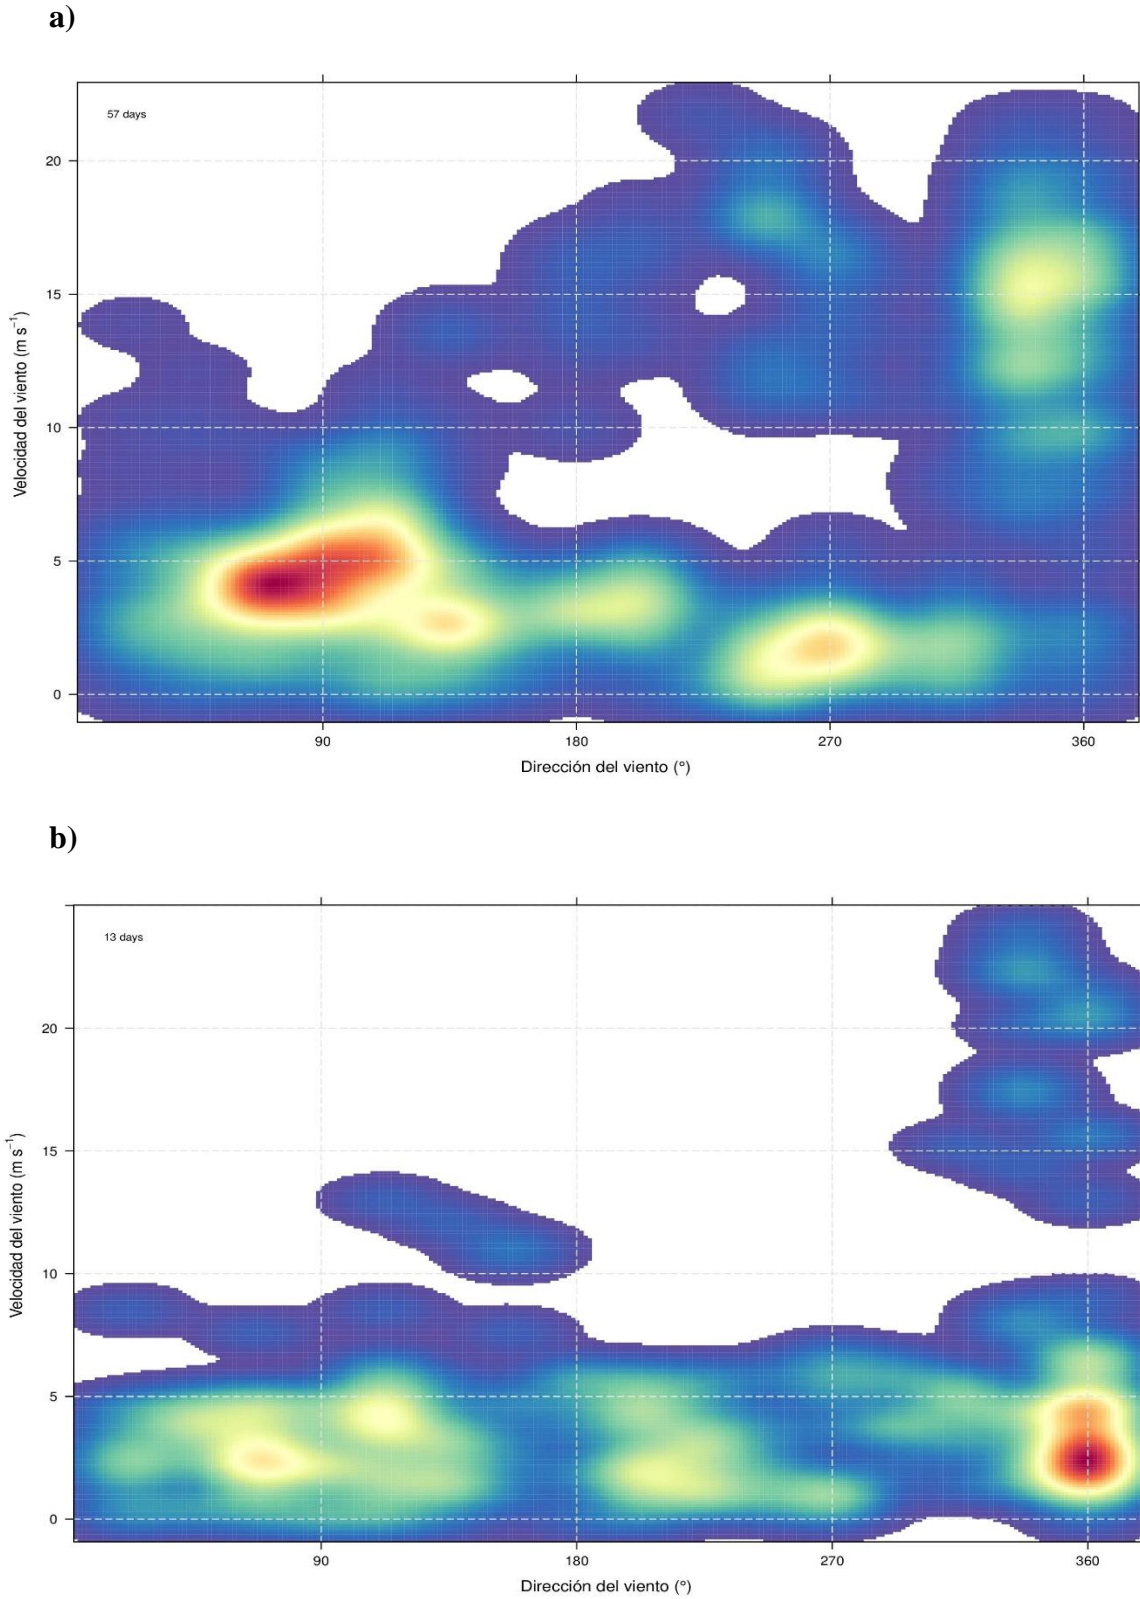 a)
57 days
20
15
10
5
0
Velocidad del viento (m s⁻¹)
90 180 270 360
Dirección del viento (°)
b)
13 days
20
15
10
5
0
Velocidad del viento (m s⁻¹)
90 180 270 360
Dirección del viento (°)